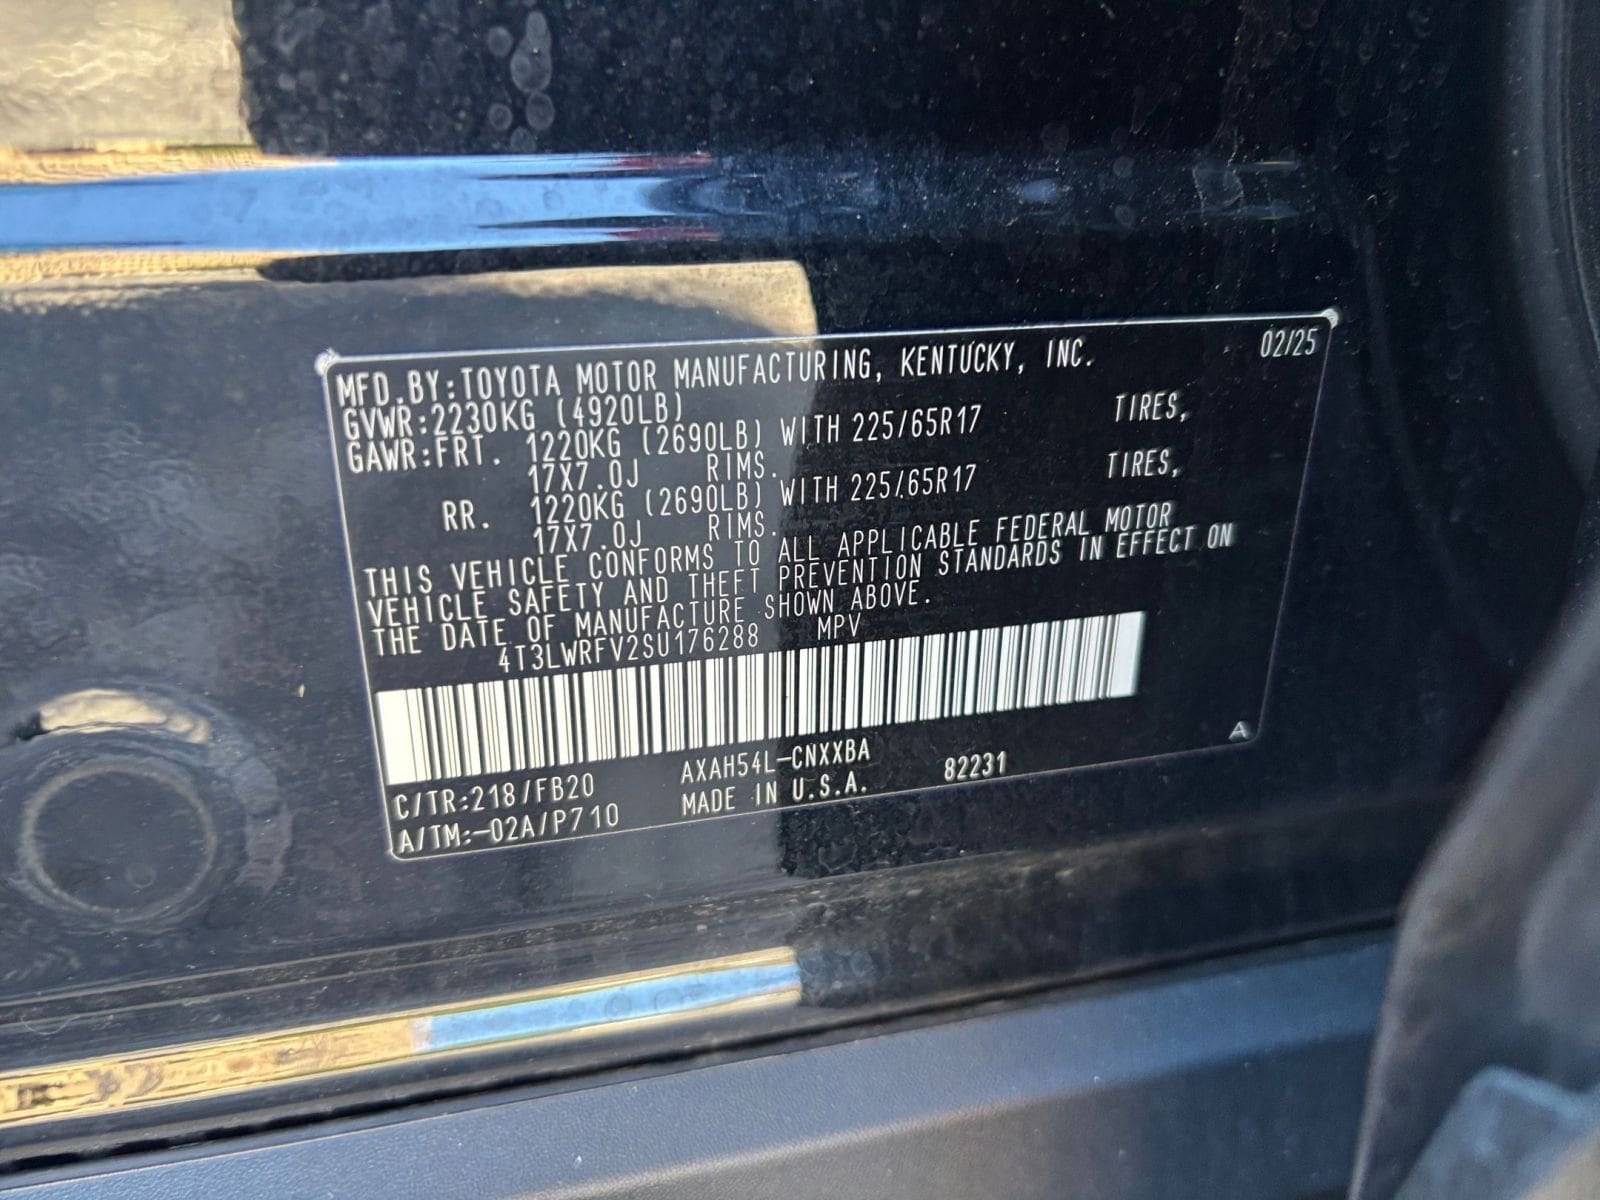 MFD.BY:TOYOTA MOTOR MANUFACTURING, KENTUCKY, INC. 02/25
GVWR:2230KG (4920LB)
GAWR:FRT. 1220KG (2690LB) WITH 225/65R17 TIRES,
17X7.0J RIMS.
RR. 1220KG (2690LB) WITH 225/65R17 TIRES,
17X7.0J RIMS.
THIS VEHICLE CONFORMS TO ALL APPLICABLE FEDERAL MOTOR
VEHICLE SAFETY AND THEFT PREVENTION STANDARDS IN EFFECT ON
THE DATE OF MANUFACTURE SHOWN ABOVE.
4T3LWRFV2SU176288 MPV
C/TR:218/FB20 AXAH54L-CNXXBA 82231 A
A/TM:-02A/P710 MADE IN U.S.A.